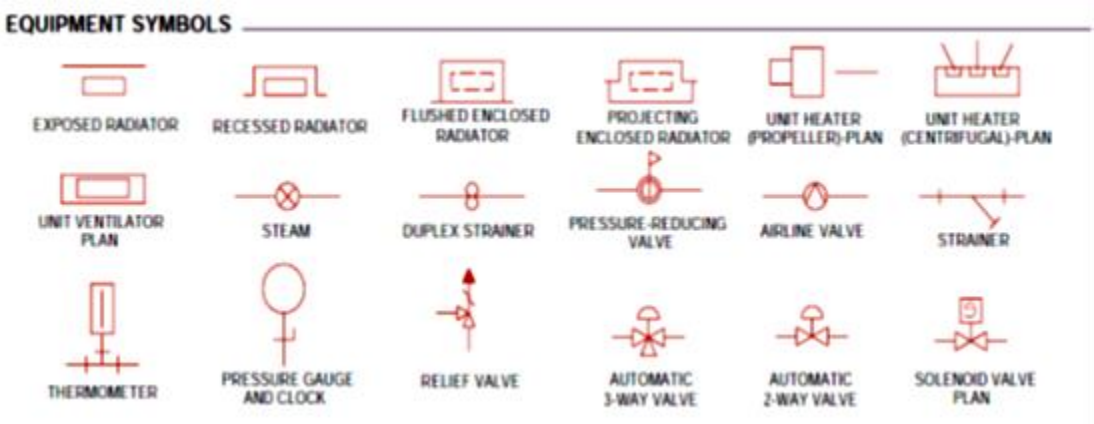 EQUIPMENT SYMBOLS
EXPOSED RADIATOR
RECESSED RADIATOR
FLUSHED ENCLOSED
RADIATOR
PROJECTING
ENCLOSED RADIATOR
UNIT HEATER
(PROPELLER)-PLAN
UNIT HEATER
(CENTRIFUGAL)-PLAN
UNIT VENTILATOR
PLAN
STEAM
DUPLEX STRAINER
PRESSURE-REDUCING
VALVE
AIRLINE VALVE
STRAINER
THERMOMETER
PRESSURE GAUGE
AND CLOCK
RELIEF VALVE
AUTOMATIC
3-WAY VALVE
AUTOMATIC
2-WAY VALVE
S
SOLENOID VALVE
PLAN